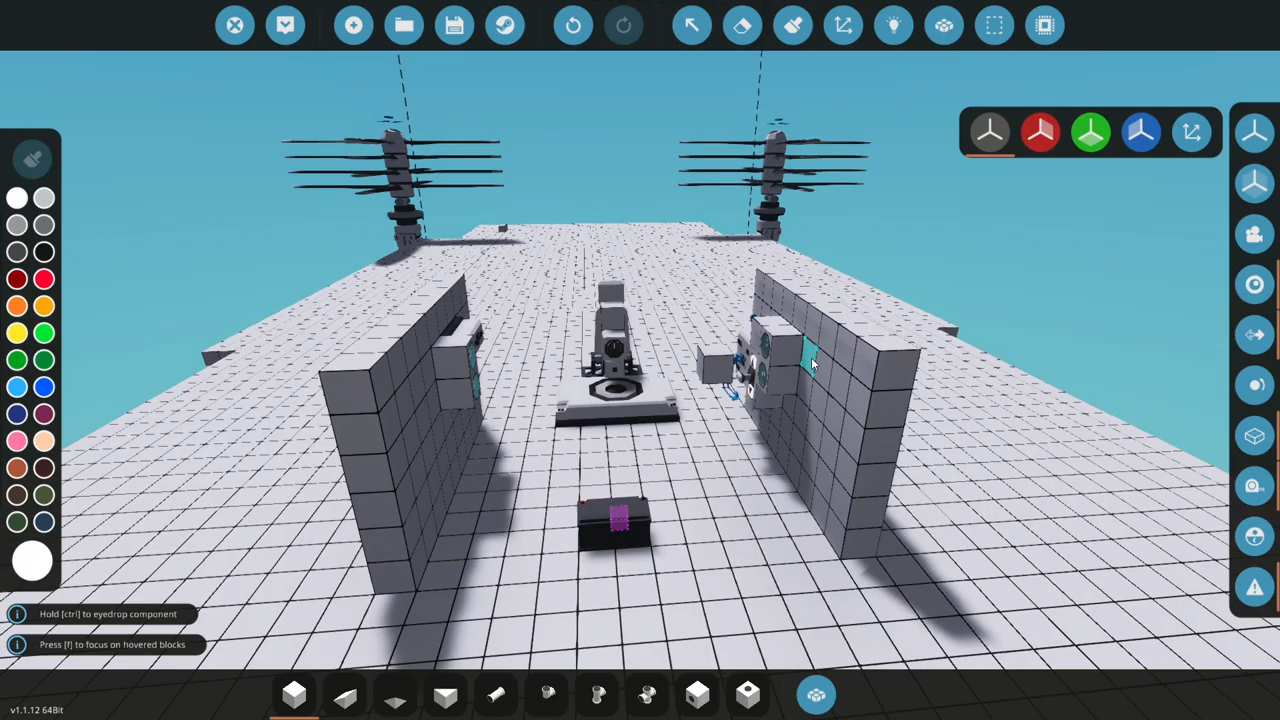 Hold [ctrl] to eyedrop component
Press [f] to focus on hovered blocks
v1.1.12 64Bit